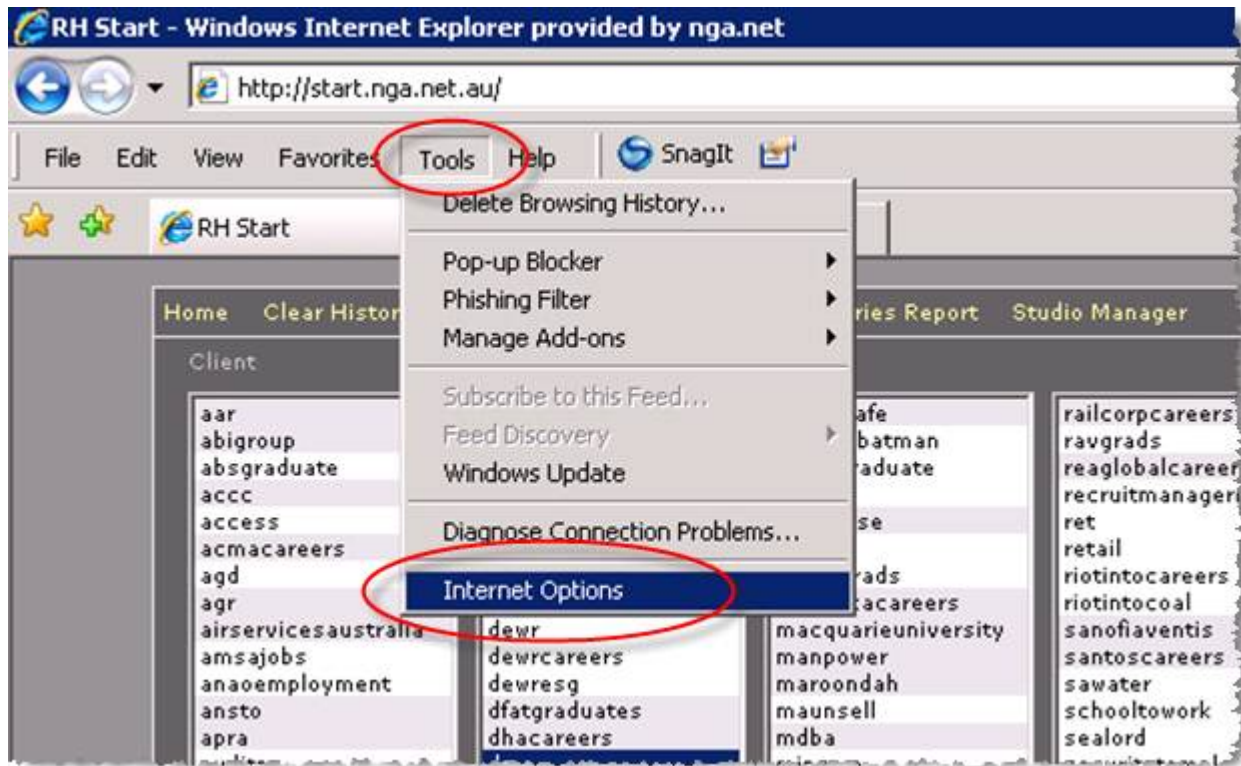 RH Start - Windows Internet Explorer provided by nga.net
http://start.nga.net.au/
File Edit View Favorites Tools Help SnagIt
RH Start
Delete Browsing History...
Pop-up Blocker
Phishing Filter
Manage Add-ons
Subscribe to this Feed...
Feed Discovery
Windows Update
Diagnose Connection Problems...
Internet Options
Home Clear Histor ries Report Studio Manager
Client
aar
abigroup
absgraduate
accc
access
acmacareers
agd
agr
airservicesaustralia
amsajobs
anaoemployment
ansto
apra
dewr
dewrcareers
dewresg
dfatgraduates
dhacareers
afe
batman
aduate
se
rads
acareers
macquarieuniversity
manpower
maroondah
maunsell
mdba
railcorpcareers
ravgrads
reaglobalcareer
recruitmanageri
ret
retail
riotintocareers
riotintocoal
sanofiaventis
santoscareers
sawater
schooltowork
sealord